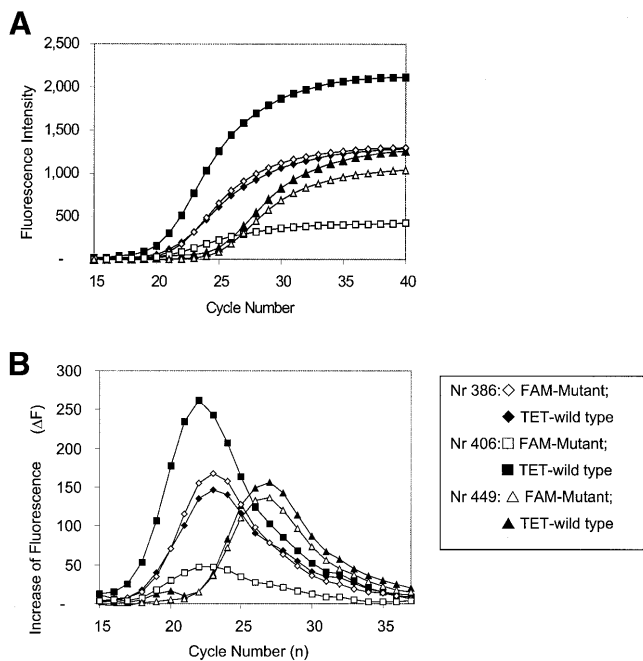 A
2,500
2,000
1,500
1,000
500
-
Fluorescence Intensity
15 20 25 30 35 40
Cycle Number
B
300
250
200
150
100
50
-
Increase of Fluorescence (ΔF)
15 20 25 30
Cycle Number (n)
Nr 386: ◇ FAM-Mutant;
◆ TET-wild type
Nr 406: □ FAM-Mutant;
■ TET-wild type
Nr 449: △ FAM-Mutant;
▲ TET-wild type